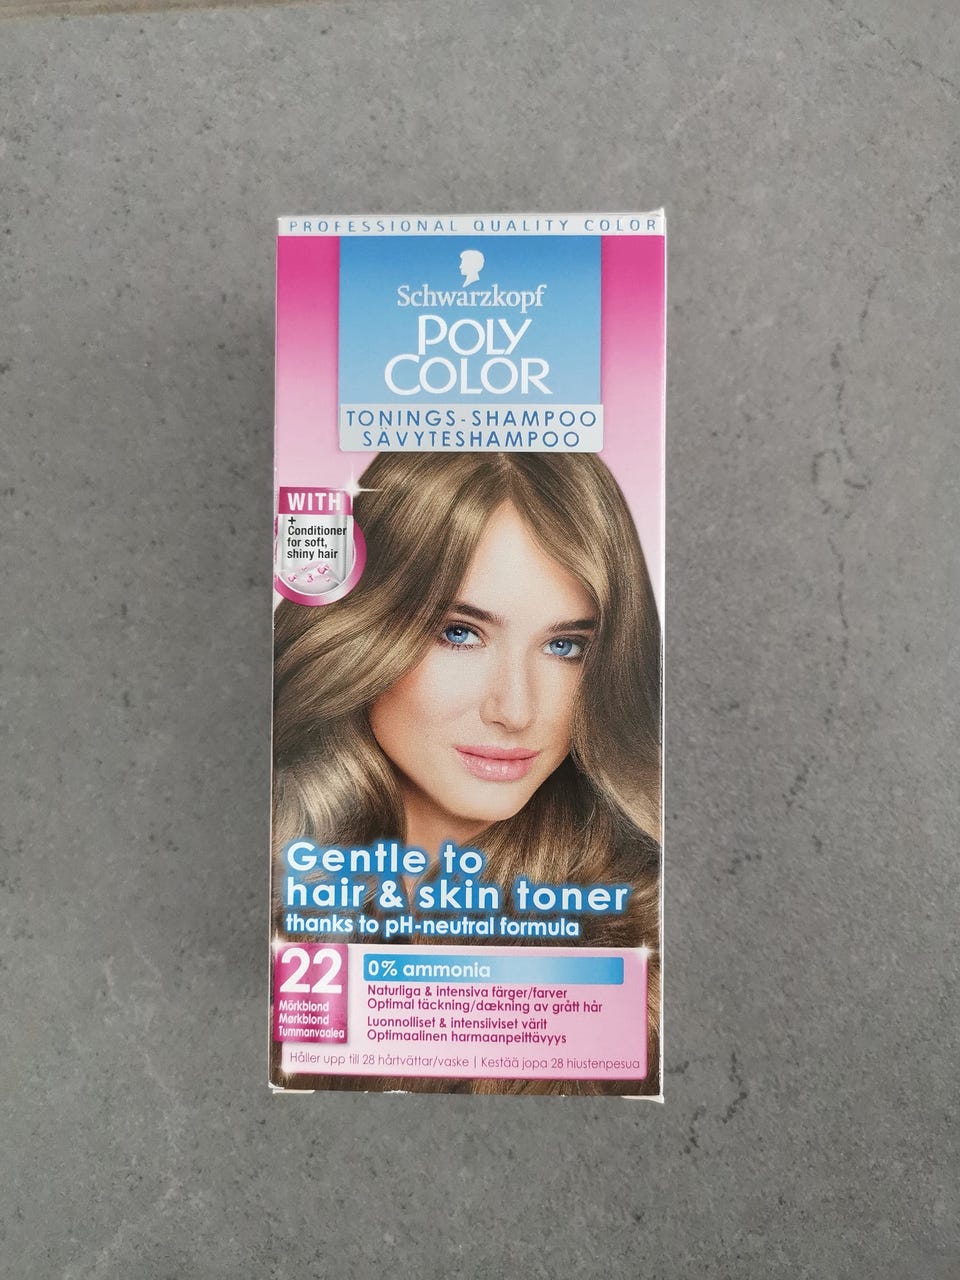 PROFESSIONAL QUALITY COLOR
Schwarzkopf
POLY
COLOR
TONINGS-SHAMPOO
SÄVYTESHAMPOO
WITH
+
Conditioner
for soft,
shiny hair
Gentle to
hair & skin toner
thanks to pH-neutral formula
22
Mörkblond
Mørkblond
Tummanvaalea
0% ammonia
Naturliga & intensiva färger/farver
Optimal täckning/dækning av grått hår
Luonnolliset & intensiiviset värit
Optimaalinen harmaanpeittävyys
Håller upp till 28 hårtvättar/vaske | Kestää jopa 28 hiustenpesua